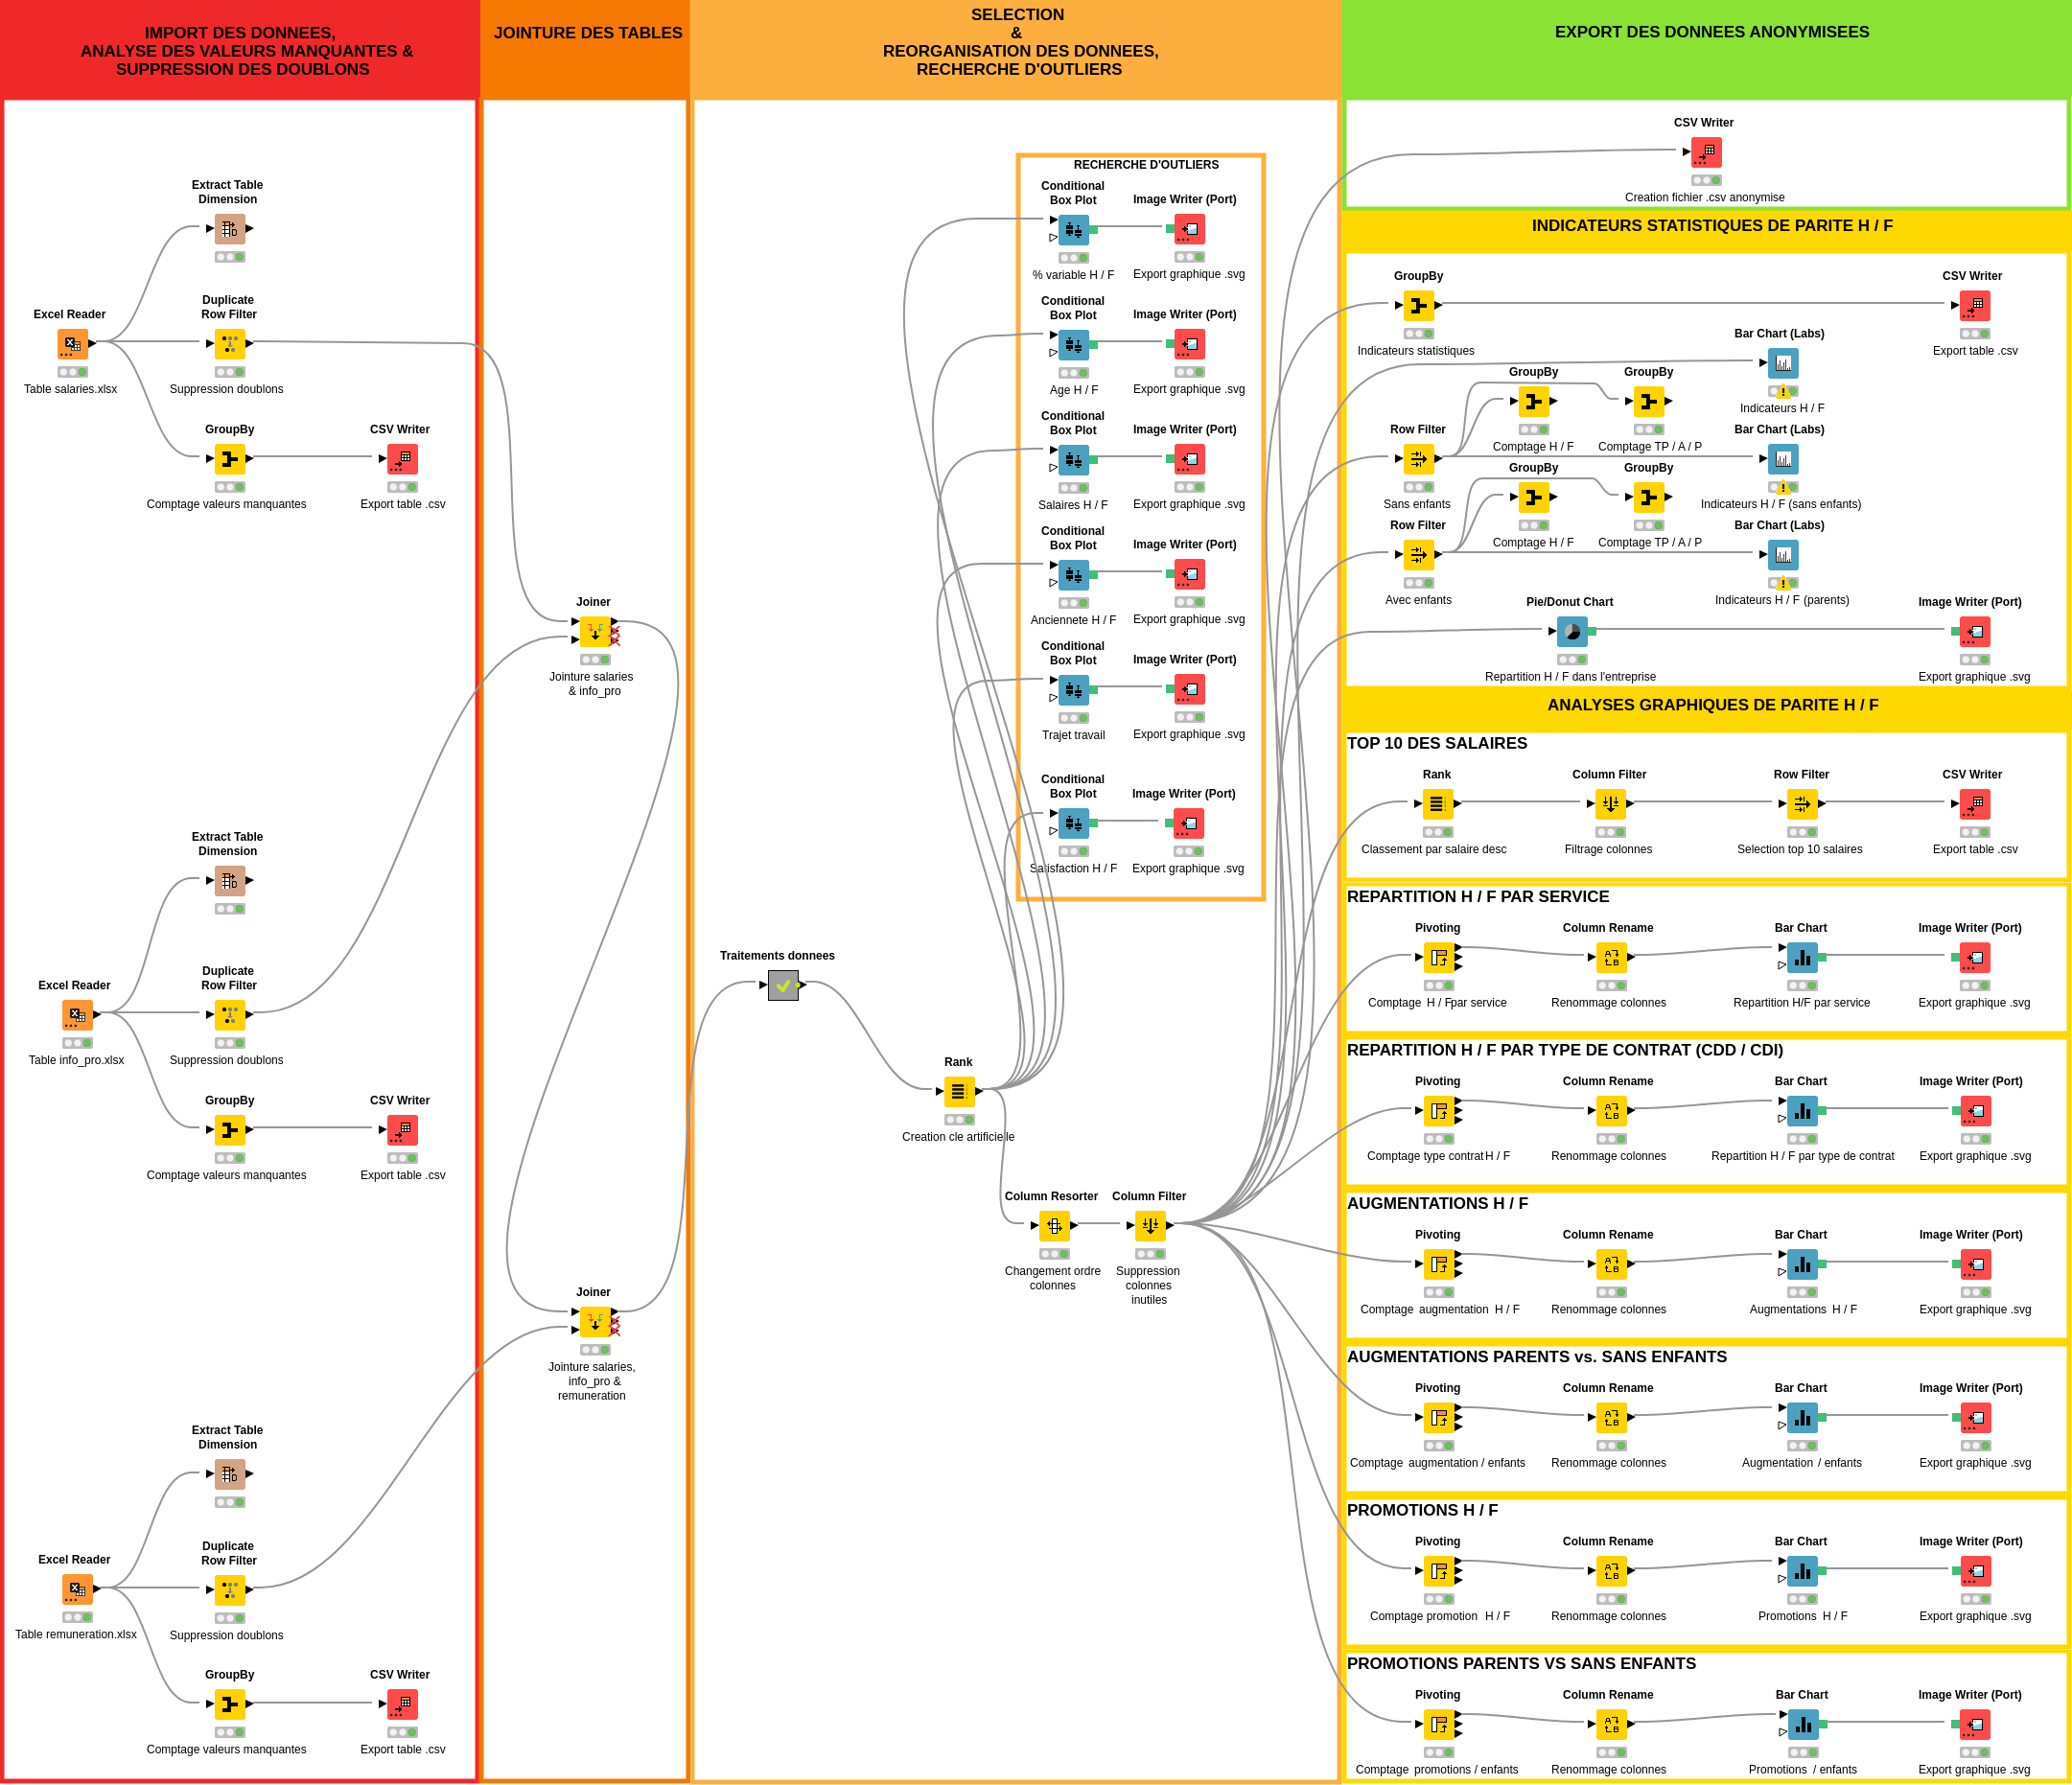 IMPORT DES DONNEES,
ANALYSE DES VALEURS MANQUANTES &
SUPPRESSION DES DOUBLONS
Extract Table
Dimension
Excel Reader
Table salaries.xlsx
Duplicate
Row Filter
Suppression doublons
GroupBy
Comptage valeurs manquantes
CSV Writer
Export table .csv
Extract Table
Dimension
Excel Reader
Table info_pro.xlsx
Duplicate
Row Filter
Suppression doublons
GroupBy
Comptage valeurs manquantes
CSV Writer
Export table .csv
Extract Table
Dimension
Excel Reader
Table remuneration.xlsx
Duplicate
Row Filter
Suppression doublons
GroupBy
Comptage valeurs manquantes
CSV Writer
Export table .csv
JOINTURE DES TABLES
Joiner
Jointure salaries
& info_pro
Joiner
Jointure salaries,
info_pro &
remuneration
SELECTION
&
REORGANISATION DES DONNEES,
RECHERCHE D'OUTLIERS
RECHERCHE D'OUTLIERS
Conditional
Box Plot
% variable H / F
Image Writer (Port)
Export graphique .svg
Conditional
Box Plot
Age H / F
Image Writer (Port)
Export graphique .svg
Conditional
Box Plot
Salaires H / F
Image Writer (Port)
Export graphique .svg
Conditional
Box Plot
Anciennete H / F
Image Writer (Port)
Export graphique .svg
Conditional
Box Plot
Trajet travail
Image Writer (Port)
Export graphique .svg
Conditional
Box Plot
Satisfaction H / F
Image Writer (Port)
Export graphique .svg
Traitements donnees
Rank
Creation cle artificielle
Column Resorter
Changement ordre
colonnes
Column Filter
Suppression
colonnes
inutiles
EXPORT DES DONNEES ANONYMISEES
CSV Writer
Creation fichier .csv anonymise
INDICATEURS STATISTIQUES DE PARITE H / F
GroupBy
Indicateurs statistiques
CSV Writer
Export table .csv
Bar Chart (Labs)
Indicateurs H / F
GroupBy
Comptage H / F
GroupBy
Comptage TP / A / P
Row Filter
Sans enfants
Bar Chart (Labs)
Indicateurs H / F (sans enfants)
GroupBy
Comptage H / F
GroupBy
Comptage TP / A / P
Row Filter
Avec enfants
Bar Chart (Labs)
Indicateurs H / F (parents)
Pie/Donut Chart
Repartition H / F dans l'entreprise
Image Writer (Port)
Export graphique .svg
ANALYSES GRAPHIQUES DE PARITE H / F
TOP 10 DES SALAIRES
Rank
Classement par salaire desc
Column Filter
Filtrage colonnes
Row Filter
Selection top 10 salaires
CSV Writer
Export table .csv
REPARTITION H / F PAR SERVICE
Pivoting
Comptage H / Fpar service
Column Rename
Renommage colonnes
Bar Chart
Repartition H/F par service
Image Writer (Port)
Export graphique .svg
REPARTITION H / F PAR TYPE DE CONTRAT (CDD / CDI)
Pivoting
Comptage type contrat H / F
Column Rename
Renommage colonnes
Bar Chart
Repartition H / F par type de contrat
Image Writer (Port)
Export graphique .svg
AUGMENTATIONS H / F
Pivoting
Comptage augmentation H / F
Column Rename
Renommage colonnes
Bar Chart
Augmentations H / F
Image Writer (Port)
Export graphique .svg
AUGMENTATIONS PARENTS vs. SANS ENFANTS
Pivoting
Comptage augmentation / enfants
Column Rename
Renommage colonnes
Bar Chart
Augmentation / enfants
Image Writer (Port)
Export graphique .svg
PROMOTIONS H / F
Pivoting
Comptage promotion H / F
Column Rename
Renommage colonnes
Bar Chart
Promotions H / F
Image Writer (Port)
Export graphique .svg
PROMOTIONS PARENTS VS SANS ENFANTS
Pivoting
Comptage promotions / enfants
Column Rename
Renommage colonnes
Bar Chart
Promotions / enfants
Image Writer (Port)
Export graphique .svg